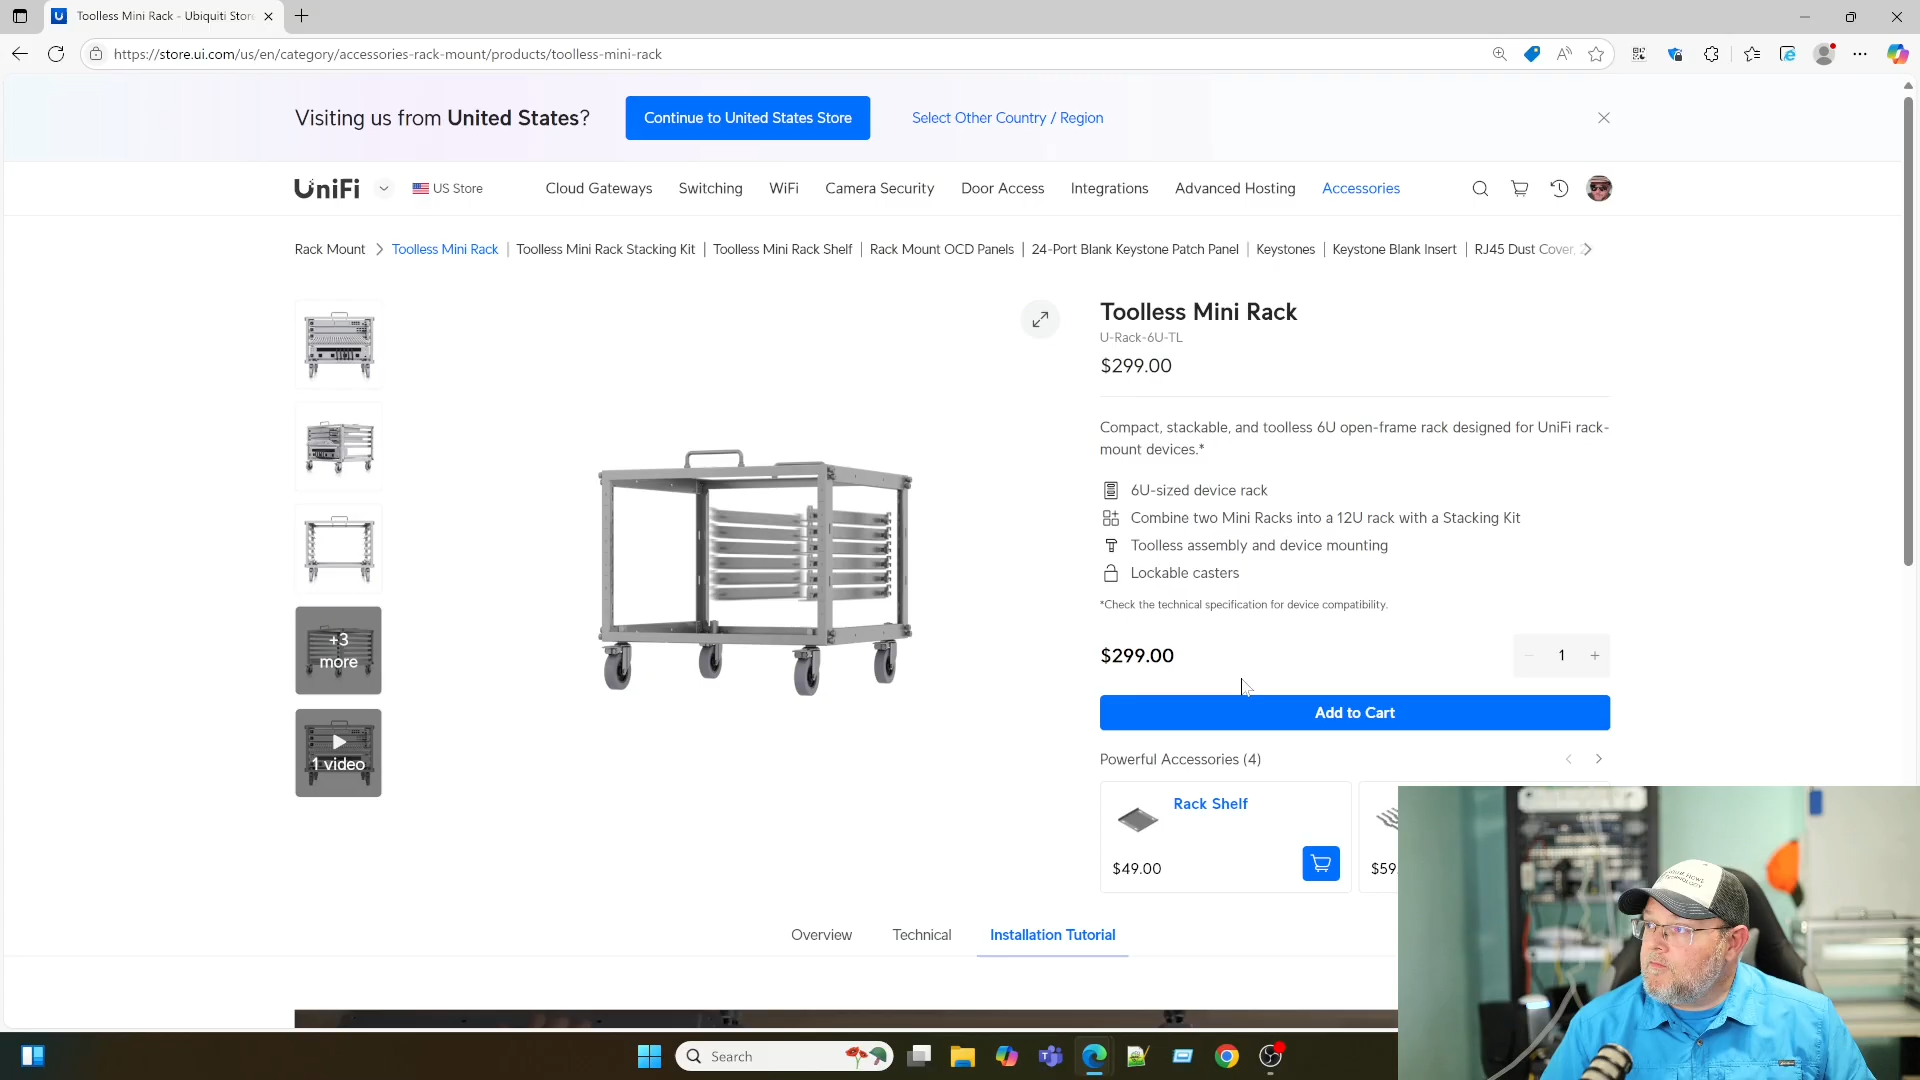 Toolless Mini Rack - Ubiquiti Store
https://store.ui.com/us/en/category/accessories-rack-mount/products/toolless-mini-rack
Visiting us from United States?
Continue to United States Store
Select Other Country / Region
UniFi
US Store
Cloud Gateways
Switching
WiFi
Camera Security
Door Access
Integrations
Advanced Hosting
Accessories
Rack Mount
Toolless Mini Rack
Toolless Mini Rack Stacking Kit
Toolless Mini Rack Shelf
Rack Mount OCD Panels
24-Port Blank Keystone Patch Panel
Keystones
Keystone Blank Insert
RJ45 Dust Cover,
Toolless Mini Rack
U-Rack-6U-TL
$299.00
Compact, stackable, and toolless 6U open-frame rack designed for UniFi rack-
mount devices.*
6U-sized device rack
Combine two Mini Racks into a 12U rack with a Stacking Kit
Toolless assembly and device mounting
Lockable casters
*Check the technical specification for device compatibility.
$299.00
1
Add to Cart
+3
more
1 video
Powerful Accessories (4)
Rack Shelf
$49.00
$59
Overview
Technical
Installation Tutorial
TECHNOLOGY
Search